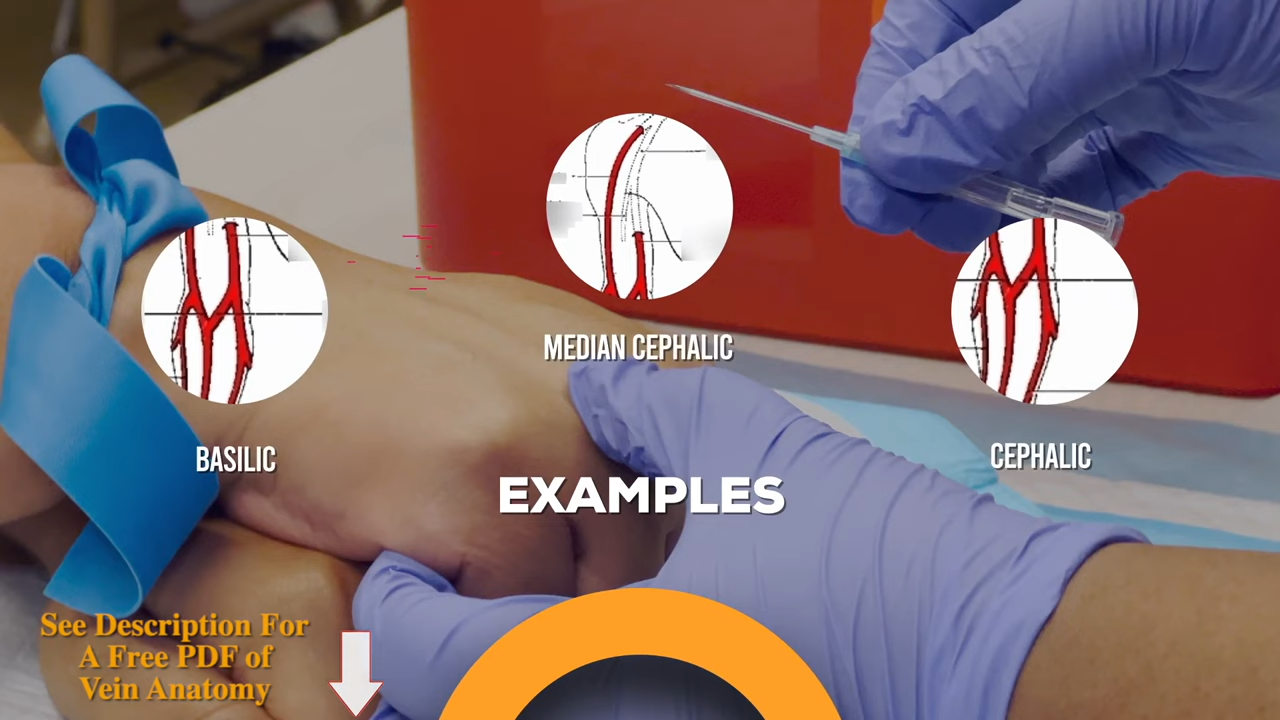 MEDIAN CEPHALIC
BASILIC
CEPHALIC
EXAMPLES
See Description For
A Free PDF of
Vein Anatomy